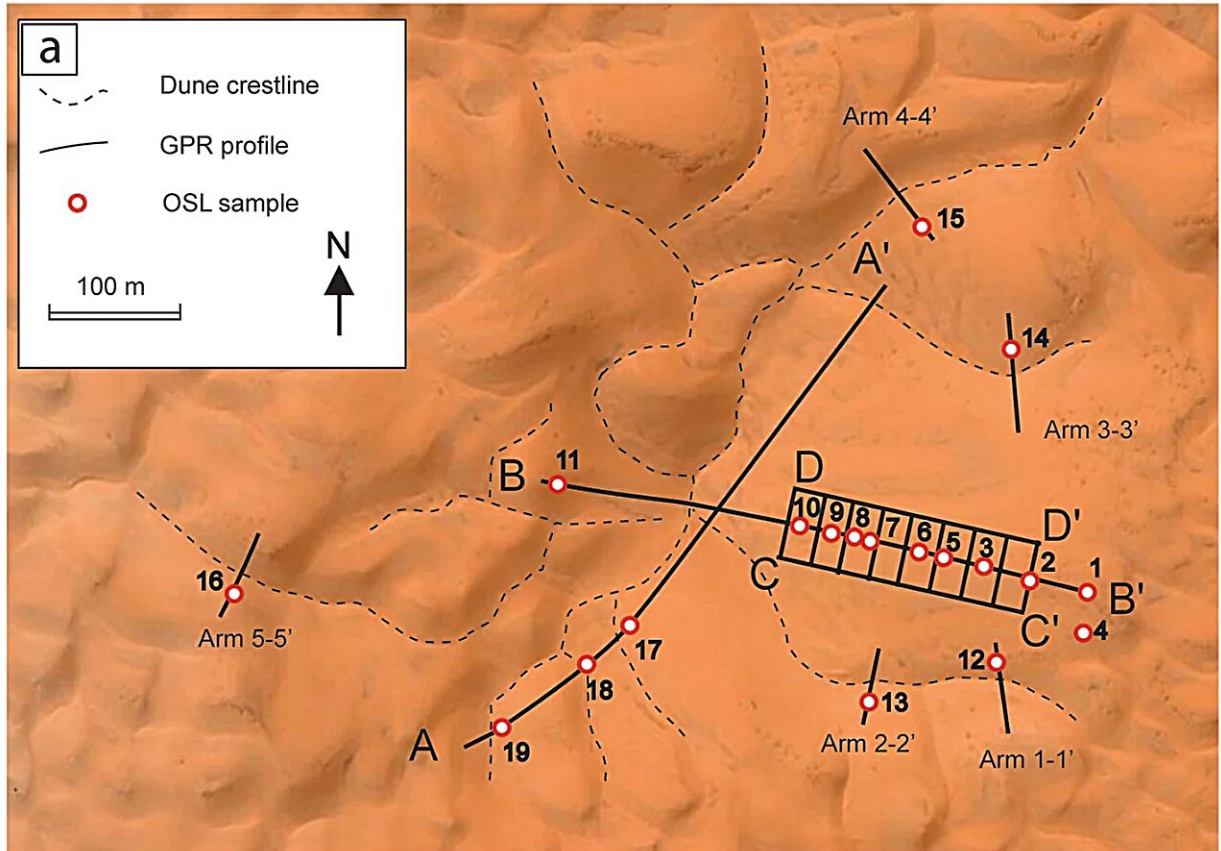 a
Dune crestline
GPR profile
OSL sample
N
100 m
Arm 4-4’
15
A'
14
Arm 3-3’
B
11
D
10 9 8 7 6 5 3 2 1
D'
C
B'
C'
4
16
Arm 5-5’
17
12
18
13
A
19
Arm 2-2’
Arm 1-1’